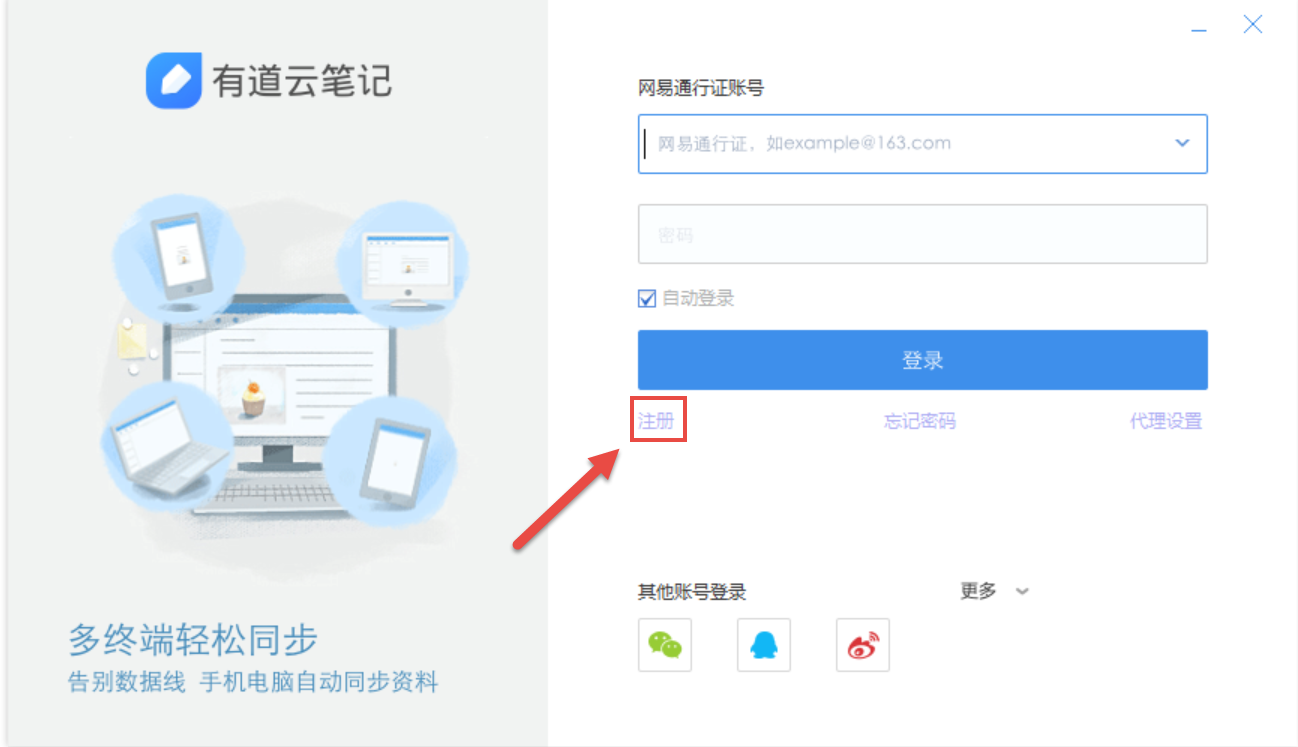 有道云笔记
网易通行证账号
网易通行证，如example@163.com
密码
自动登录
登录
注册
忘记密码
代理设置
其他账号登录
更多
多终端轻松同步
告别数据线 手机电脑自动同步资料